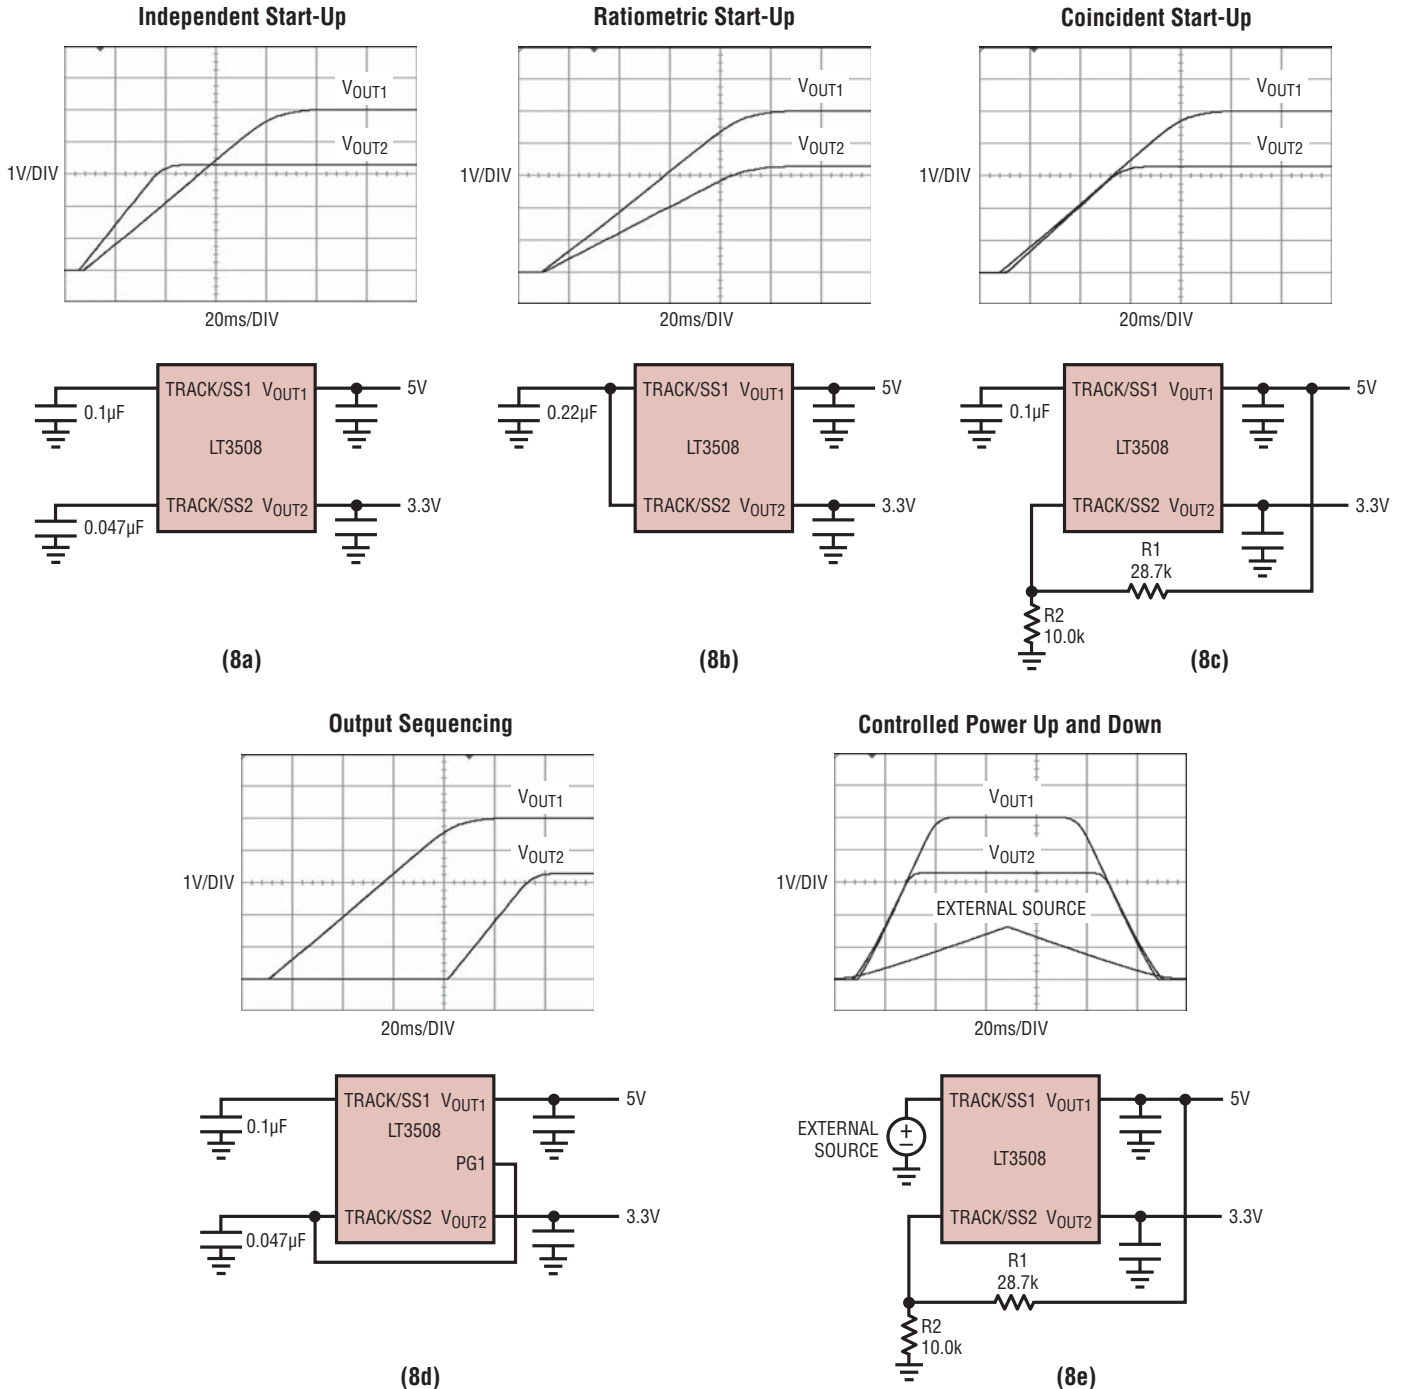 Independent Start-Up
VOUT1
VOUT2
1V/DIV
20ms/DIV
TRACK/SS1 VOUT1
5V
0.1µF
LT3508
TRACK/SS2 VOUT2
3.3V
0.047µF
(8a)
Ratiometric Start-Up
VOUT1
VOUT2
1V/DIV
20ms/DIV
TRACK/SS1 VOUT1
5V
0.22µF
LT3508
TRACK/SS2 VOUT2
3.3V
(8b)
Coincident Start-Up
VOUT1
VOUT2
1V/DIV
20ms/DIV
TRACK/SS1 VOUT1
5V
0.1µF
LT3508
TRACK/SS2 VOUT2
3.3V
R1
28.7k
R2
10.0k
(8c)
Output Sequencing
VOUT1
VOUT2
1V/DIV
20ms/DIV
TRACK/SS1 VOUT1
5V
0.1µF
LT3508
PG1
TRACK/SS2 VOUT2
3.3V
0.047µF
(8d)
Controlled Power Up and Down
VOUT1
VOUT2
1V/DIV
EXTERNAL SOURCE
20ms/DIV
TRACK/SS1 VOUT1
5V
EXTERNAL
SOURCE
+
–
LT3508
TRACK/SS2 VOUT2
3.3V
R1
28.7k
R2
10.0k
(8e)